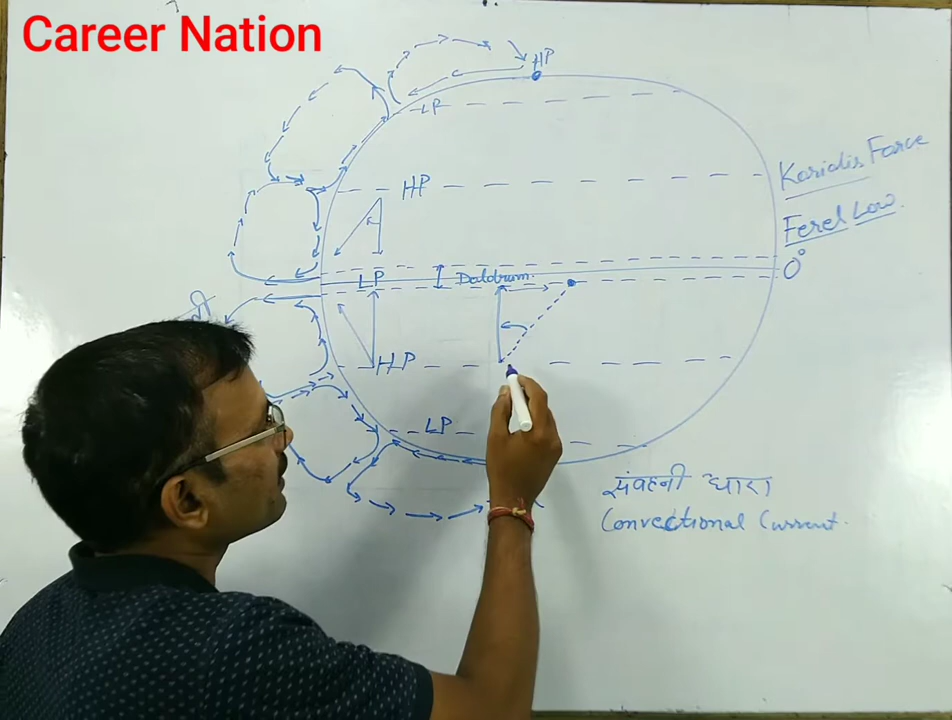 Career Nation
HP
LP
HP
Koriolis Force
Ferel Low.
LP
Doldrum.
0°
HP
LP
संवहनी धारा
Convectional Current.